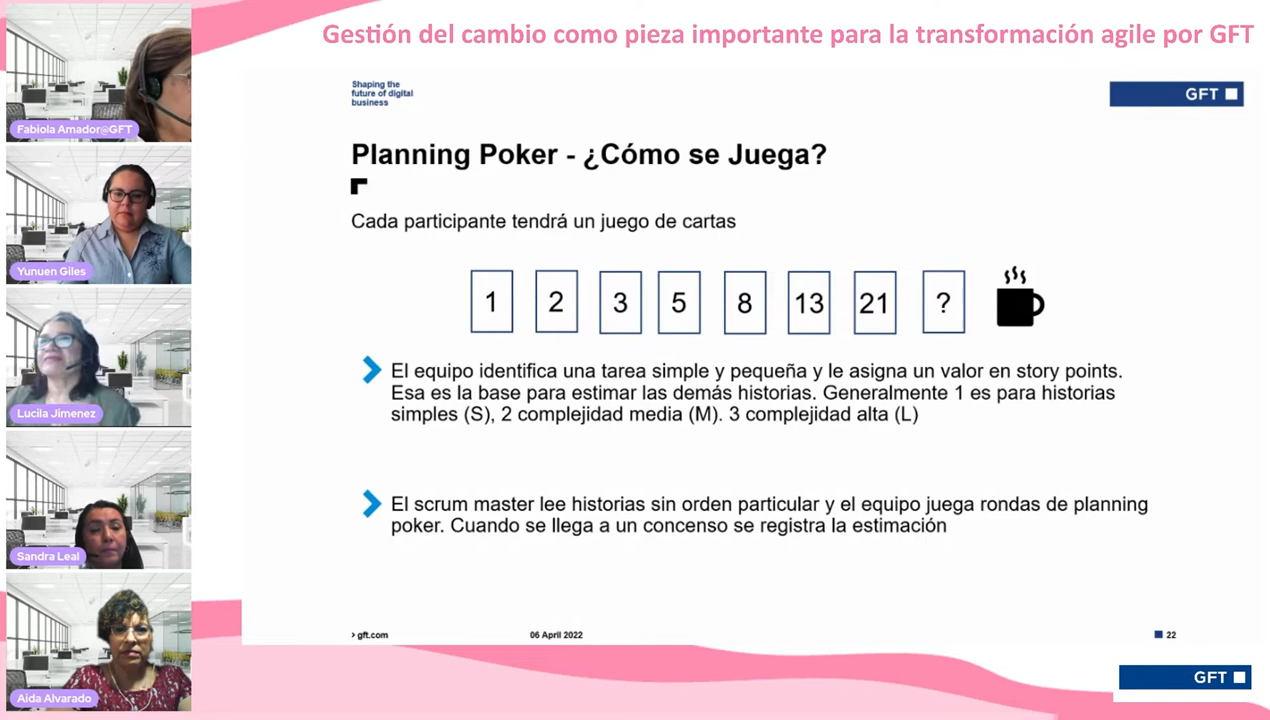 Gestión del cambio como pieza importante para la transformación agile por GFT
Shaping the
future of digital
business
GFT
Planning Poker - ¿Cómo se Juega?
Cada participante tendrá un juego de cartas
1 2 3 5 8 13 21 ?
El equipo identifica una tarea simple y pequeña y le asigna un valor en story points.
Esa es la base para estimar las demás historias. Generalmente 1 es para historias
simples (S), 2 complejidad media (M). 3 complejidad alta (L)
El scrum master lee historias sin orden particular y el equipo juega rondas de planning
poker. Cuando se llega a un concenso se registra la estimación
› gft.com
06 April 2022
22
GFT
Fabiola Amador@GFT
Yunuen Giles
Lucila Jimenez
Sandra Leal
Aida Alvarado